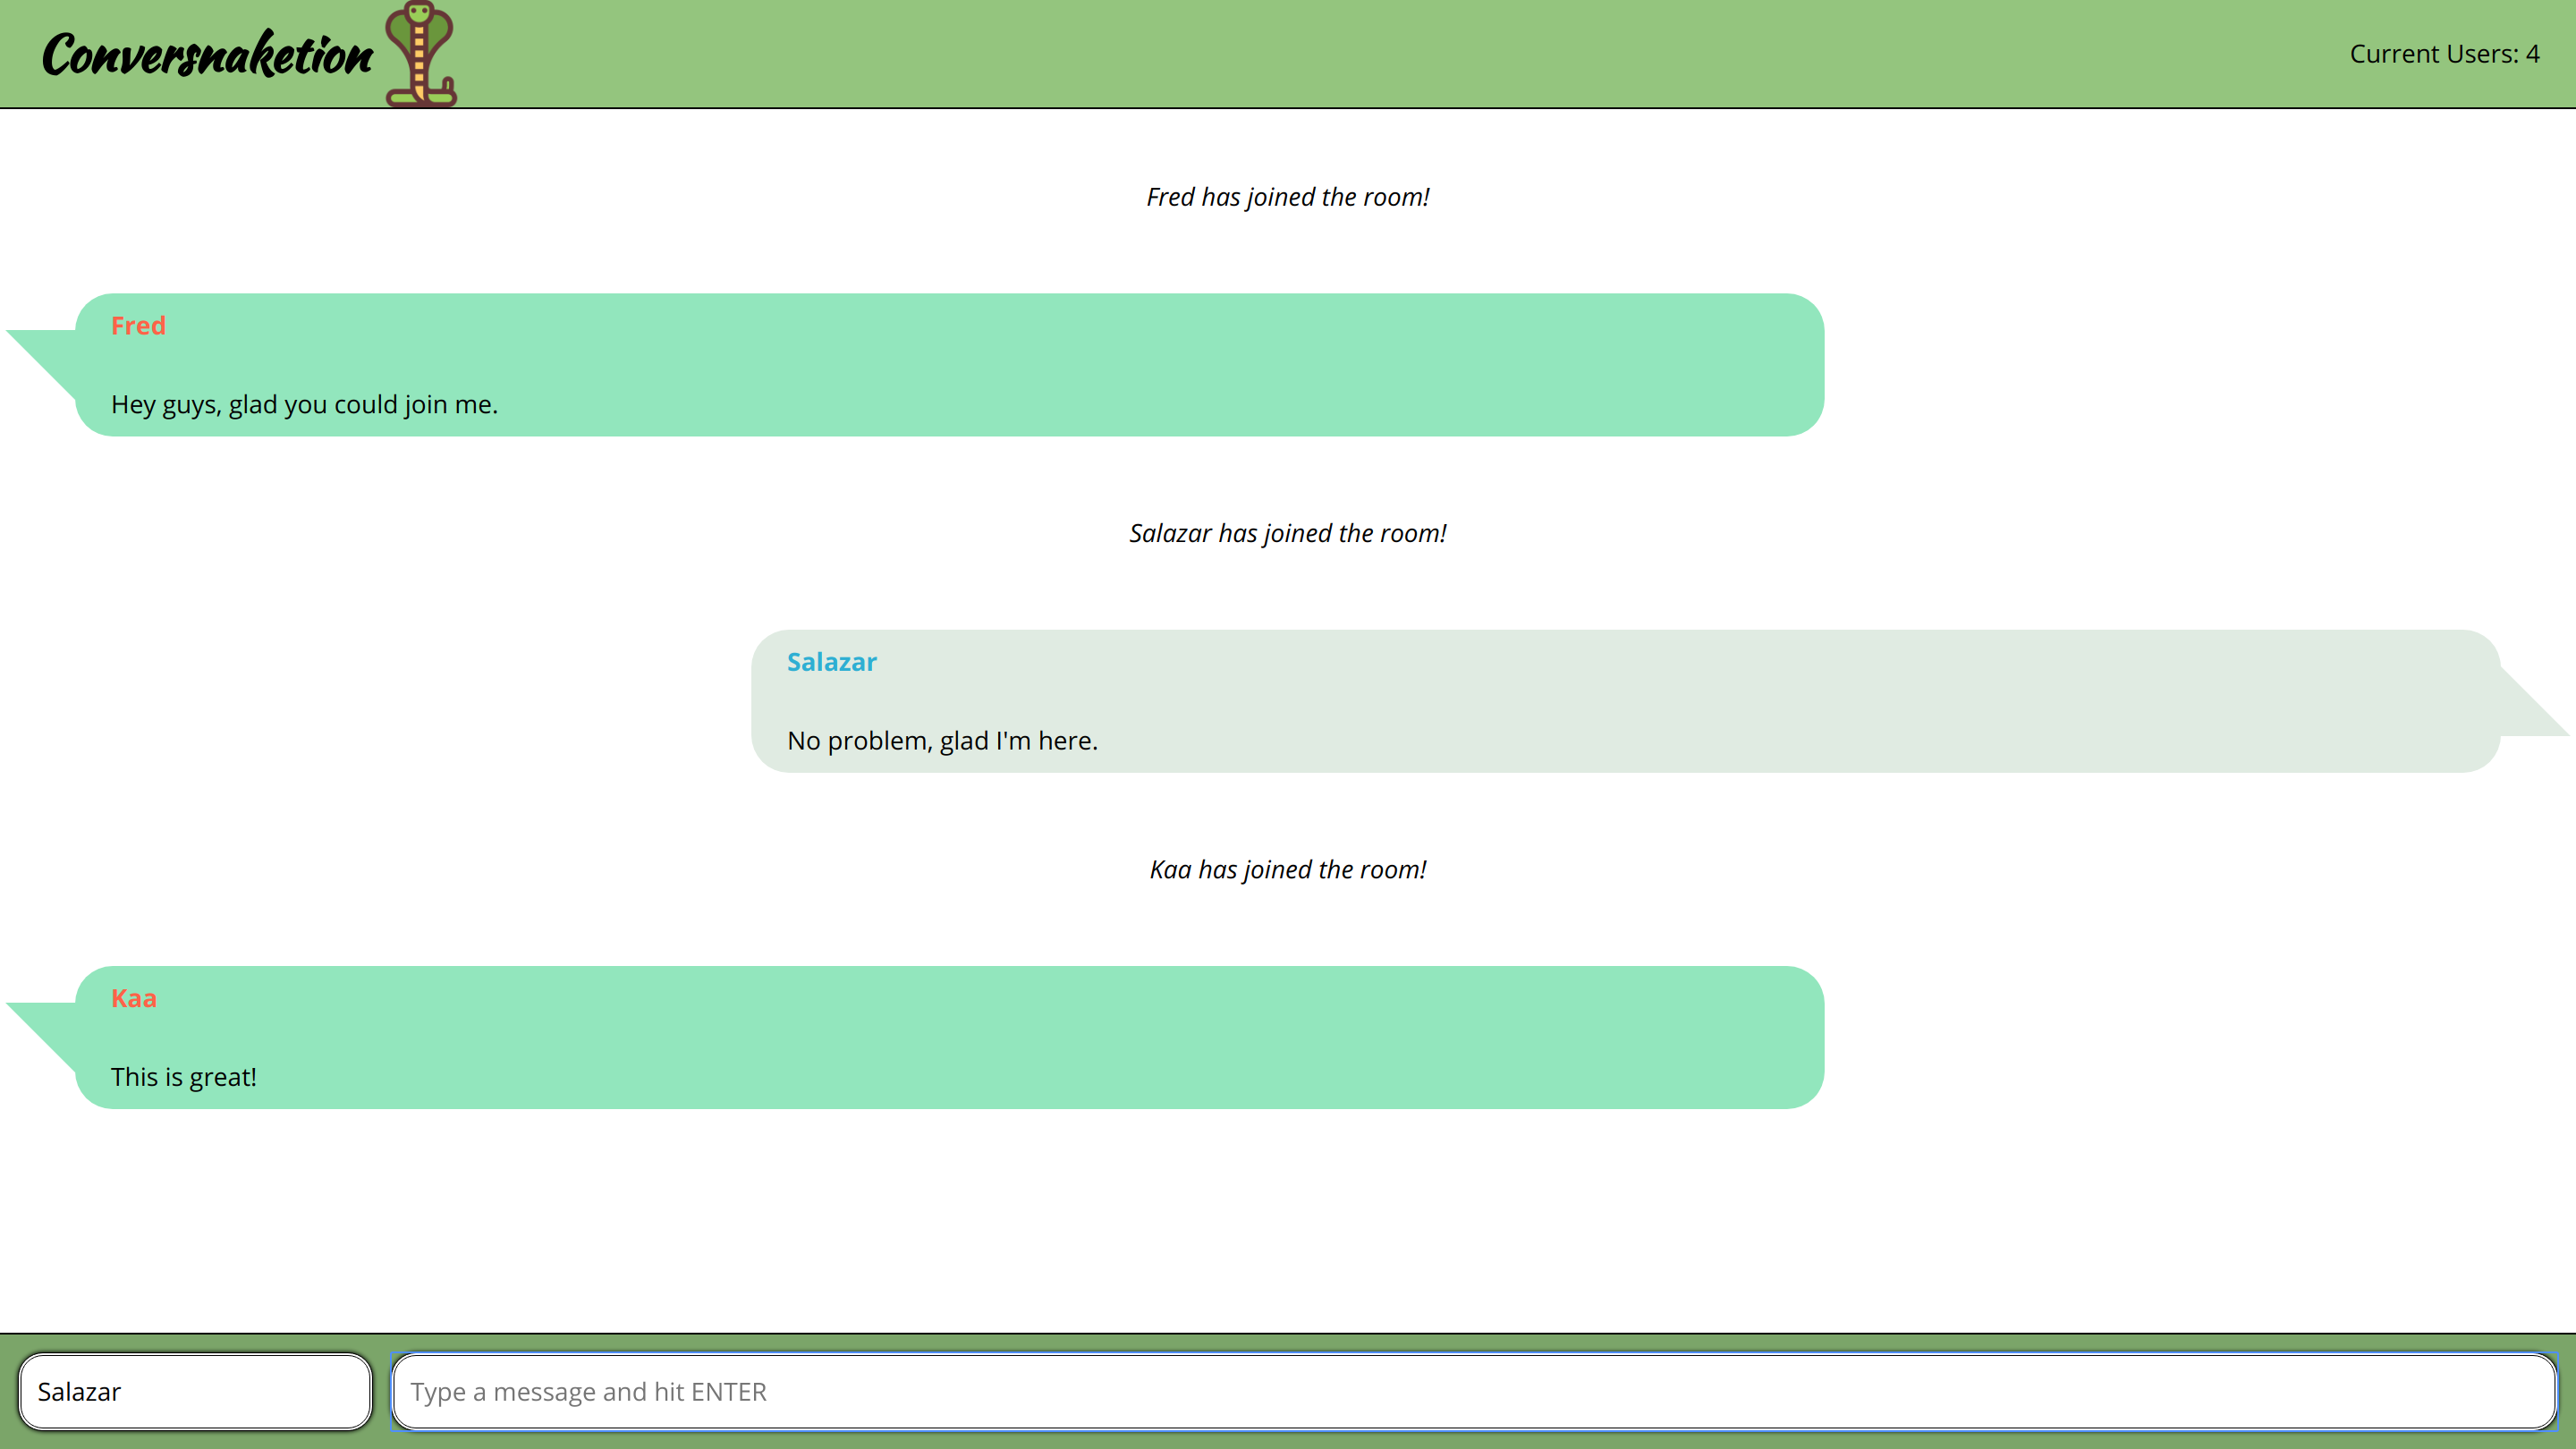 Conversnaketion
Current Users: 4
Fred has joined the room!
Fred
Hey guys, glad you could join me.
Salazar has joined the room!
Salazar
No problem, glad I'm here.
Kaa has joined the room!
Kaa
This is great!
Salazar
Type a message and hit ENTER